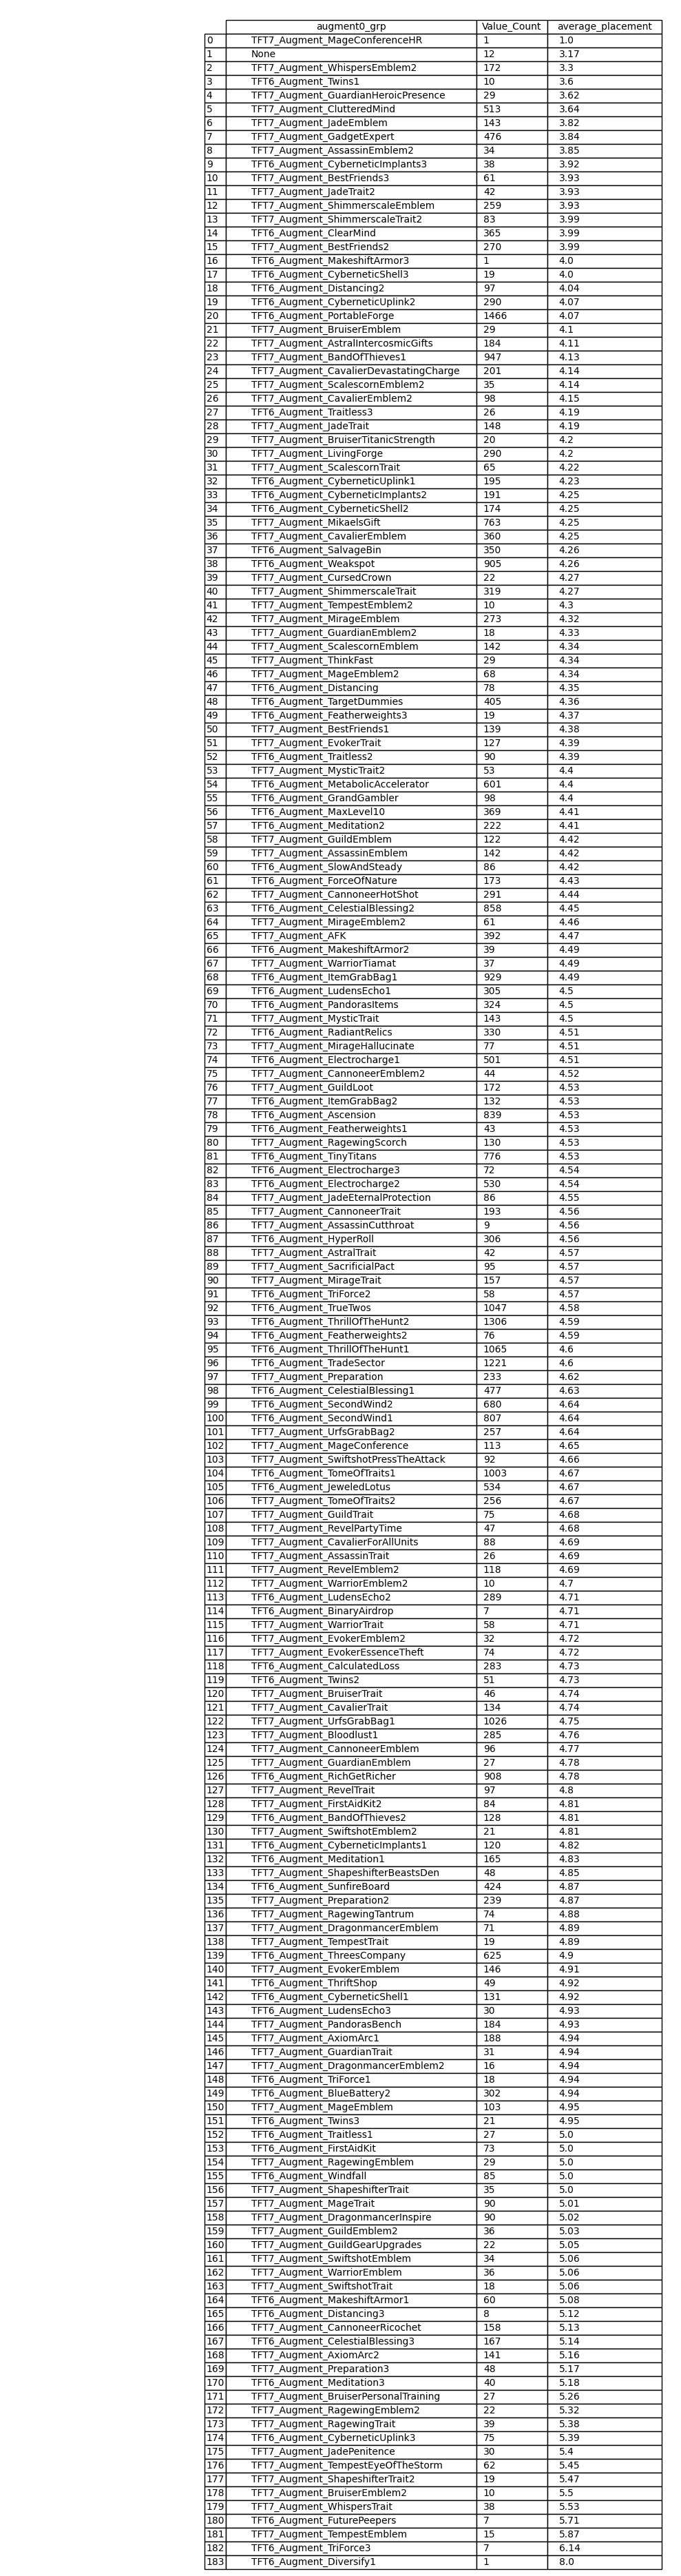 augment0_grp Value_Count average_placement
0 TFT7_Augment_MageConferenceHR 1 1.0
1 None 12 3.17
2 TFT7_Augment_WhispersEmblem2 172 3.3
3 TFT6_Augment_Twins1 10 3.6
4 TFT7_Augment_GuardianHeroicPresence 29 3.62
5 TFT7_Augment_ClutteredMind 513 3.64
6 TFT7_Augment_JadeEmblem 143 3.82
7 TFT7_Augment_GadgetExpert 476 3.84
8 TFT7_Augment_AssassinEmblem2 34 3.85
9 TFT6_Augment_CyberneticImplants3 38 3.92
10 TFT7_Augment_BestFriends3 61 3.93
11 TFT7_Augment_JadeTrait2 42 3.93
12 TFT7_Augment_ShimmerscaleEmblem 259 3.93
13 TFT7_Augment_ShimmerscaleTrait2 83 3.99
14 TFT6_Augment_ClearMind 365 3.99
15 TFT7_Augment_BestFriends2 270 3.99
16 TFT6_Augment_MakeshiftArmor3 1 4.0
17 TFT6_Augment_CyberneticShell3 19 4.0
18 TFT6_Augment_Distancing2 97 4.04
19 TFT6_Augment_CyberneticUplink2 290 4.07
20 TFT6_Augment_PortableForge 1466 4.07
21 TFT7_Augment_BruiserEmblem 29 4.1
22 TFT7_Augment_AstralIntercosmicGifts 184 4.11
23 TFT7_Augment_BandOfThieves1 947 4.13
24 TFT7_Augment_CavalierDevastatingCharge 201 4.14
25 TFT7_Augment_ScalescornEmblem2 35 4.14
26 TFT7_Augment_CavalierEmblem2 98 4.15
27 TFT6_Augment_Traitless3 26 4.19
28 TFT7_Augment_JadeTrait 148 4.19
29 TFT7_Augment_BruiserTitanicStrength 20 4.2
30 TFT7_Augment_LivingForge 290 4.2
31 TFT7_Augment_ScalescornTrait 65 4.22
32 TFT6_Augment_CyberneticUplink1 195 4.23
33 TFT6_Augment_CyberneticImplants2 191 4.25
34 TFT6_Augment_CyberneticShell2 174 4.25
35 TFT7_Augment_MikaelsGift 763 4.25
36 TFT7_Augment_CavalierEmblem 360 4.25
37 TFT6_Augment_SalvageBin 350 4.26
38 TFT6_Augment_Weakspot 905 4.26
39 TFT7_Augment_CursedCrown 22 4.27
40 TFT7_Augment_ShimmerscaleTrait 319 4.27
41 TFT7_Augment_TempestEmblem2 10 4.3
42 TFT7_Augment_MirageEmblem 273 4.32
43 TFT7_Augment_GuardianEmblem2 18 4.33
44 TFT7_Augment_ScalescornEmblem 142 4.34
45 TFT7_Augment_ThinkFast 29 4.34
46 TFT7_Augment_MageEmblem2 68 4.34
47 TFT6_Augment_Distancing 78 4.35
48 TFT6_Augment_TargetDummies 405 4.36
49 TFT6_Augment_Featherweights3 19 4.37
50 TFT7_Augment_BestFriends1 139 4.38
51 TFT7_Augment_EvokerTrait 127 4.39
52 TFT6_Augment_Traitless2 90 4.39
53 TFT7_Augment_MysticTrait2 53 4.4
54 TFT6_Augment_MetabolicAccelerator 601 4.4
55 TFT6_Augment_GrandGambler 98 4.4
56 TFT6_Augment_MaxLevel10 369 4.41
57 TFT6_Augment_Meditation2 222 4.41
58 TFT7_Augment_GuildEmblem 122 4.42
59 TFT7_Augment_AssassinEmblem 142 4.42
60 TFT6_Augment_SlowAndSteady 86 4.42
61 TFT6_Augment_ForceOfNature 173 4.43
62 TFT7_Augment_CannoneerHotShot 291 4.44
63 TFT6_Augment_CelestialBlessing2 858 4.45
64 TFT7_Augment_MirageEmblem2 61 4.46
65 TFT7_Augment_AFK 392 4.47
66 TFT6_Augment_MakeshiftArmor2 39 4.49
67 TFT7_Augment_WarriorTiamat 37 4.49
68 TFT6_Augment_ItemGrabBag1 929 4.49
69 TFT6_Augment_LudensEcho1 305 4.5
70 TFT6_Augment_PandorasItems 324 4.5
71 TFT7_Augment_MysticTrait 143 4.5
72 TFT6_Augment_RadiantRelics 330 4.51
73 TFT7_Augment_MirageHallucinate 77 4.51
74 TFT6_Augment_Electrocharge1 501 4.51
75 TFT7_Augment_CannoneerEmblem2 44 4.52
76 TFT7_Augment_GuildLoot 172 4.53
77 TFT6_Augment_ItemGrabBag2 132 4.53
78 TFT6_Augment_Ascension 839 4.53
79 TFT6_Augment_Featherweights1 43 4.53
80 TFT7_Augment_RagewingScorch 130 4.53
81 TFT6_Augment_TinyTitans 776 4.53
82 TFT6_Augment_Electrocharge3 72 4.54
83 TFT6_Augment_Electrocharge2 530 4.54
84 TFT7_Augment_JadeEternalProtection 86 4.55
85 TFT7_Augment_CannoneerTrait 193 4.56
86 TFT7_Augment_AssassinCutthroat 9 4.56
87 TFT6_Augment_HyperRoll 306 4.56
88 TFT7_Augment_AstralTrait 42 4.57
89 TFT7_Augment_SacrificialPact 95 4.57
90 TFT7_Augment_MirageTrait 157 4.57
91 TFT6_Augment_TriForce2 58 4.57
92 TFT6_Augment_TrueTwos 1047 4.58
93 TFT6_Augment_ThrillOfTheHunt2 1306 4.59
94 TFT6_Augment_Featherweights2 76 4.59
95 TFT6_Augment_ThrillOfTheHunt1 1065 4.6
96 TFT6_Augment_TradeSector 1221 4.6
97 TFT7_Augment_Preparation 233 4.62
98 TFT6_Augment_CelestialBlessing1 477 4.63
99 TFT6_Augment_SecondWind2 680 4.64
100 TFT6_Augment_SecondWind1 807 4.64
101 TFT7_Augment_UrfsGrabBag2 257 4.64
102 TFT7_Augment_MageConference 113 4.65
103 TFT7_Augment_SwiftshotPressTheAttack 92 4.66
104 TFT6_Augment_TomeOfTraits1 1003 4.67
105 TFT6_Augment_JeweledLotus 534 4.67
106 TFT6_Augment_TomeOfTraits2 256 4.67
107 TFT7_Augment_GuildTrait 75 4.68
108 TFT7_Augment_RevelPartyTime 47 4.68
109 TFT7_Augment_CavalierForAllUnits 88 4.69
110 TFT7_Augment_AssassinTrait 26 4.69
111 TFT7_Augment_RevelEmblem2 118 4.69
112 TFT7_Augment_WarriorEmblem2 10 4.7
113 TFT6_Augment_LudensEcho2 289 4.71
114 TFT6_Augment_BinaryAirdrop 7 4.71
115 TFT7_Augment_WarriorTrait 58 4.71
116 TFT7_Augment_EvokerEmblem2 32 4.72
117 TFT7_Augment_EvokerEssenceTheft 74 4.72
118 TFT6_Augment_CalculatedLoss 283 4.73
119 TFT6_Augment_Twins2 51 4.73
120 TFT7_Augment_BruiserTrait 46 4.74
121 TFT7_Augment_CavalierTrait 134 4.74
122 TFT7_Augment_UrfsGrabBag1 1026 4.75
123 TFT7_Augment_Bloodlust1 285 4.76
124 TFT7_Augment_CannoneerEmblem 96 4.77
125 TFT7_Augment_GuardianEmblem 27 4.78
126 TFT6_Augment_RichGetRicher 908 4.78
127 TFT7_Augment_RevelTrait 97 4.8
128 TFT7_Augment_FirstAidKit2 84 4.81
129 TFT6_Augment_BandOfThieves2 128 4.81
130 TFT7_Augment_SwiftshotEmblem2 21 4.81
131 TFT6_Augment_CyberneticImplants1 120 4.82
132 TFT6_Augment_Meditation1 165 4.83
133 TFT7_Augment_ShapeshifterBeastsDen 48 4.85
134 TFT6_Augment_SunfireBoard 424 4.87
135 TFT7_Augment_Preparation2 239 4.87
136 TFT7_Augment_RagewingTantrum 74 4.88
137 TFT7_Augment_DragonmancerEmblem 71 4.89
138 TFT7_Augment_TempestTrait 19 4.89
139 TFT6_Augment_ThreesCompany 625 4.9
140 TFT7_Augment_EvokerEmblem 146 4.91
141 TFT6_Augment_ThriftShop 49 4.92
142 TFT6_Augment_CyberneticShell1 131 4.92
143 TFT6_Augment_LudensEcho3 30 4.93
144 TFT7_Augment_PandorasBench 184 4.93
145 TFT7_Augment_AxiomArc1 188 4.94
146 TFT7_Augment_GuardianTrait 31 4.94
147 TFT7_Augment_DragonmancerEmblem2 16 4.94
148 TFT6_Augment_TriForce1 18 4.94
149 TFT6_Augment_BlueBattery2 302 4.94
150 TFT7_Augment_MageEmblem 103 4.95
151 TFT6_Augment_Twins3 21 4.95
152 TFT6_Augment_Traitless1 27 5.0
153 TFT6_Augment_FirstAidKit 73 5.0
154 TFT7_Augment_RagewingEmblem 29 5.0
155 TFT6_Augment_Windfall 85 5.0
156 TFT7_Augment_ShapeshifterTrait 35 5.0
157 TFT7_Augment_MageTrait 90 5.01
158 TFT7_Augment_DragonmancerInspire 90 5.02
159 TFT7_Augment_GuildEmblem2 36 5.03
160 TFT7_Augment_GuildGearUpgrades 22 5.05
161 TFT7_Augment_SwiftshotEmblem 34 5.06
162 TFT7_Augment_WarriorEmblem 36 5.06
163 TFT7_Augment_SwiftshotTrait 18 5.06
164 TFT6_Augment_MakeshiftArmor1 60 5.08
165 TFT6_Augment_Distancing3 8 5.12
166 TFT7_Augment_CannoneerRicochet 158 5.13
167 TFT6_Augment_CelestialBlessing3 167 5.14
168 TFT7_Augment_AxiomArc2 141 5.16
169 TFT7_Augment_Preparation3 48 5.17
170 TFT6_Augment_Meditation3 40 5.18
171 TFT7_Augment_BruiserPersonalTraining 27 5.26
172 TFT7_Augment_RagewingEmblem2 22 5.32
173 TFT7_Augment_RagewingTrait 39 5.38
174 TFT6_Augment_CyberneticUplink3 75 5.39
175 TFT7_Augment_JadePenitence 30 5.4
176 TFT7_Augment_TempestEyeOfTheStorm 62 5.45
177 TFT7_Augment_ShapeshifterTrait2 19 5.47
178 TFT7_Augment_BruiserEmblem2 10 5.5
179 TFT7_Augment_WhispersTrait 38 5.53
180 TFT6_Augment_FuturePeepers 7 5.71
181 TFT7_Augment_TempestEmblem 15 5.87
182 TFT6_Augment_TriForce3 7 6.14
183 TFT6_Augment_Diversify1 1 8.0